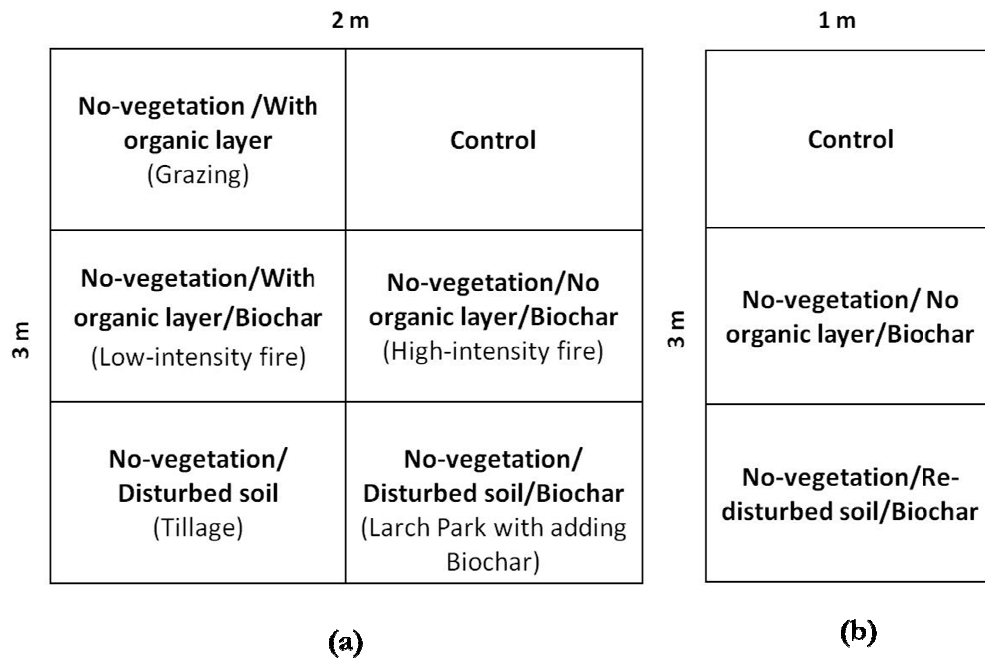 2 m
1 m
No-vegetation /With
organic layer
(Grazing)
Control
No-vegetation/With
organic layer/Biochar
(Low-intensity fire)
No-vegetation/No
organic layer/Biochar
(High-intensity fire)
No-vegetation/
Disturbed soil
(Tillage)
No-vegetation/
Disturbed soil/Biochar
(Larch Park with adding
Biochar)
3 m
(a)
Control
No-vegetation/ No
organic layer/Biochar
No-vegetation/Re-
disturbed soil/Biochar
3 m
(b)